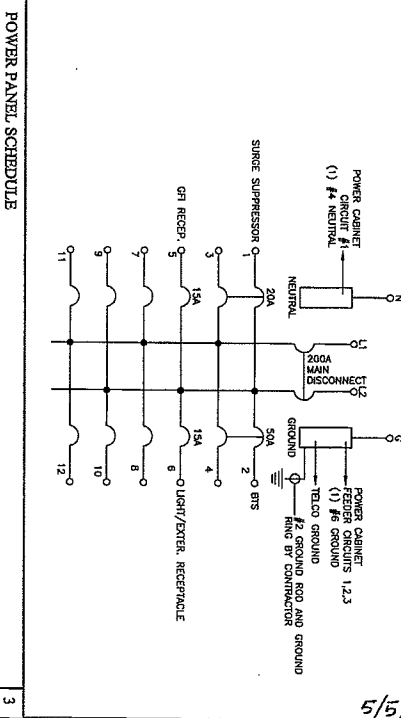 5/5
N
L1
L2
G
POWER CABINET
CIRCUIT #1
(1) #4 NEUTRAL
NEUTRAL
200A
MAIN
DISCONNECT
GROUND
POWER CABINET
FEEDER CIRCUITS 1,2,3
(1) #6 GROUND
TELCO GROUND
#2 GROUND ROD AND GROUND
RING BY CONTRACTOR
SURGE SUPPRESSOR
1
20A
50A
2
BTS
3
4
GFI RECEP.
5
15A
15A
6
LIGHT/EXTER. RECEPTACLE
7
8
9
10
11
12
POWER PANEL SCHEDULE
3